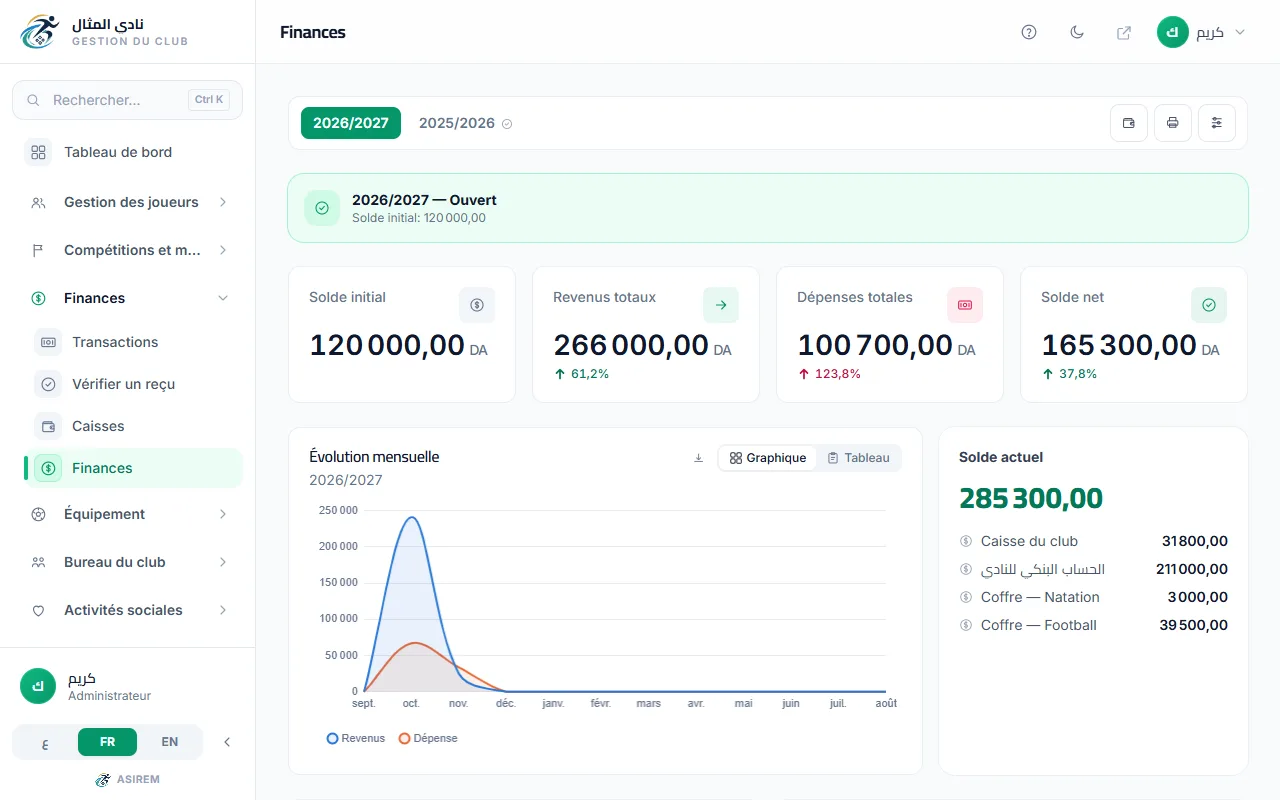 نادي المثال
GESTION DU CLUB
Rechercher...
Ctrl K
Tableau de bord
Gestion des joueurs
Compétitions et m...
Finances
Transactions
Vérifier un reçu
Caisses
Finances
Équipement
Bureau du club
Activités sociales
كريم
Administrateur
ع
FR
EN
ASIREM
Finances
ك
كريم
2026/2027
2025/2026
2026/2027 — Ouvert
Solde initial: 120 000,00
Solde initial
120 000,00 DA
Revenus totaux
266 000,00 DA
61,2%
Dépenses totales
100 700,00 DA
123,8%
Solde net
165 300,00 DA
37,8%
Évolution mensuelle
2026/2027
Graphique
Tableau
250 000
200 000
150 000
100 000
50 000
0
sept. oct. nov. déc. janv. févr. mars avr. mai juin juil. août
Revenus Dépense
Solde actuel
285 300,00
Caisse du club 31 800,00
الحساب البنكي للنادي 211 000,00
Coffre — Natation 3 000,00
Coffre — Football 39 500,00